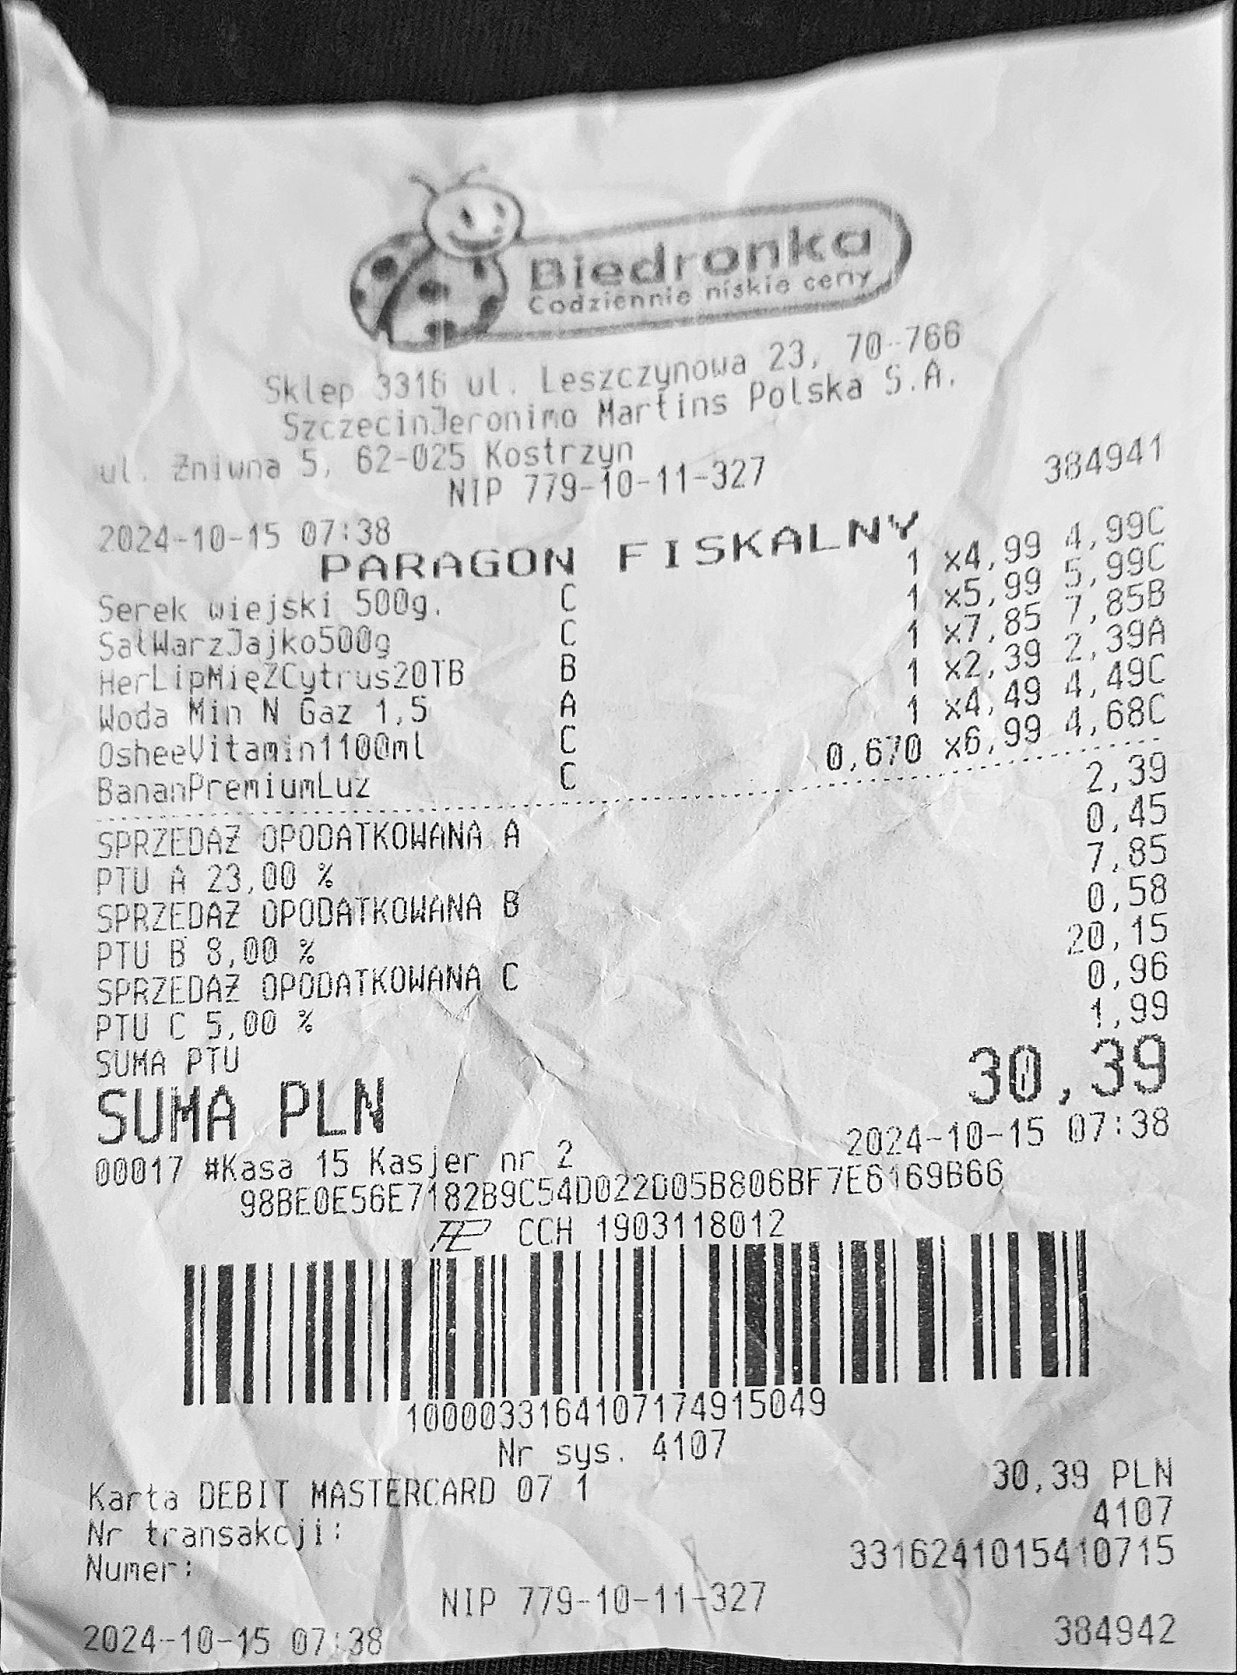 Biedronka
Codziennie niskie ceny
Sklep 3316 ul. Leszczynowa 23, 70-766
SzczecinJeronimo Martins Polska S.A.
ul. Żniwna 5, 62-025 Kostrzyn
NIP 779-10-11-327
2024-10-15 07:38 384941
PARAGON FISKALNY
Serek wiejski 500g. C 1 x4,99 4,99C
SałWarzJajko500g C 1 x5,99 5,99C
HerLipMięŻCytrus20TB B 1 x7,85 7,85B
Woda Min N Gaz 1,5 A 1 x2,39 2,39A
OsheeVitamin1100ml C 1 x4,49 4,49C
BananPremiumLuz C 0,670 x6,99 4,68C
SPRZEDAŻ OPODATKOWANA A 2,39
PTU A 23,00 % 0,45
SPRZEDAŻ OPODATKOWANA B 7,85
PTU B 8,00 % 0,58
SPRZEDAŻ OPODATKOWANA C 20,15
PTU C 5,00 % 0,96
SUMA PTU 1,99
SUMA PLN 30,39
00017 #Kasa 15 Kasjer nr 2 2024-10-15 07:38
98BE0E56E7182B9C54D022D05B806BF7E6169B66
CCH 1903118012
1000033164107174915049
Nr sys. 4107
Karta DEBIT MASTERCARD 07 1 30,39 PLN
Nr transakcji: 4107
Numer: 3316241015410715
NIP 779-10-11-327
2024-10-15 07:38 384942